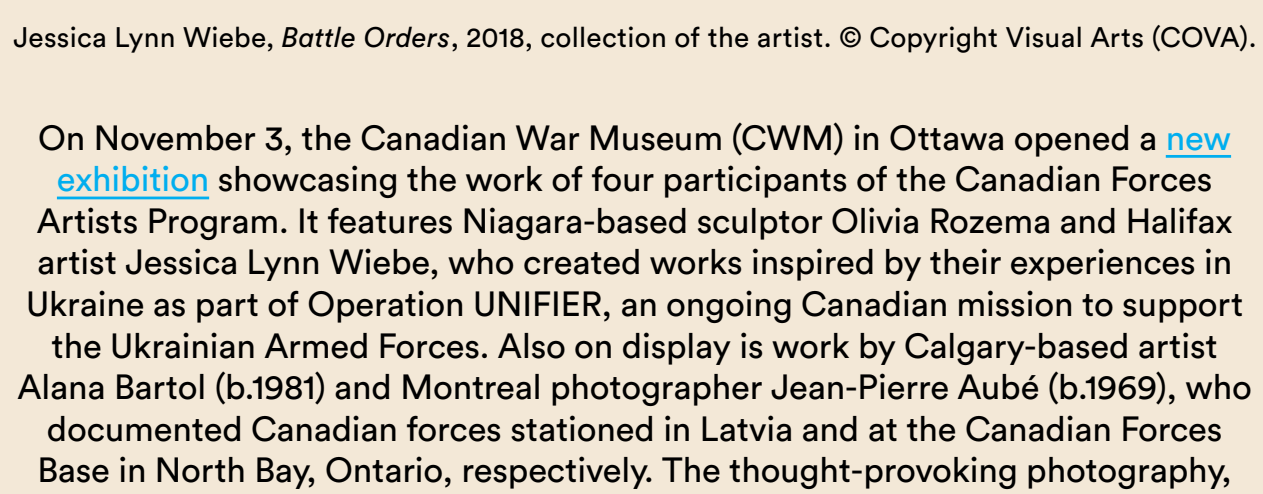 Jessica Lynn Wiebe, Battle Orders, 2018, collection of the artist. © Copyright Visual Arts (COVA).
On November 3, the Canadian War Museum (CWM) in Ottawa opened a new
exhibition showcasing the work of four participants of the Canadian Forces
Artists Program. It features Niagara-based sculptor Olivia Rozema and Halifax
artist Jessica Lynn Wiebe, who created works inspired by their experiences in
Ukraine as part of Operation UNIFIER, an ongoing Canadian mission to support
the Ukrainian Armed Forces. Also on display is work by Calgary-based artist
Alana Bartol (b.1981) and Montreal photographer Jean-Pierre Aubé (b.1969), who
documented Canadian forces stationed in Latvia and at the Canadian Forces
Base in North Bay, Ontario, respectively. The thought-provoking photography,